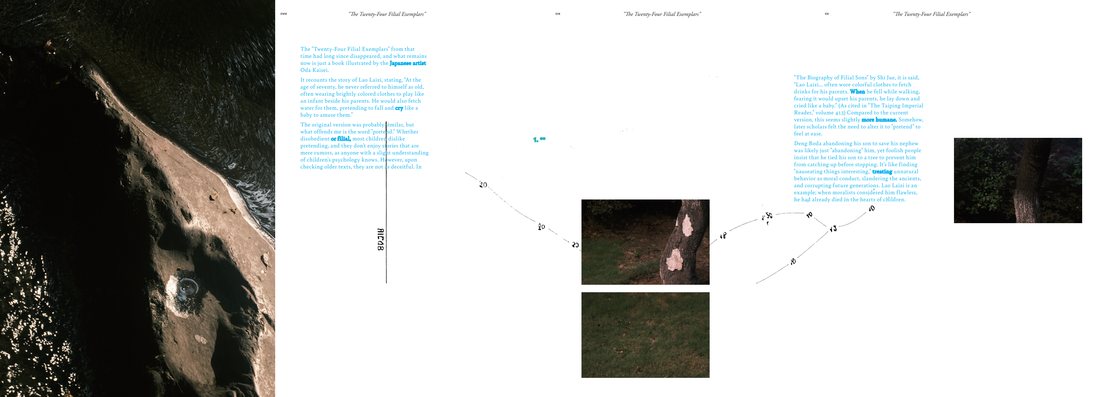 "The Twenty-Four Filial Exemplars"
"The Twenty-Four Filial Exemplars"
"The Twenty-Four Filial Exemplars"
The "Twenty-Four Filial Exemplars" from that
time had long since disappeared, and what remains
now is just a book illustrated by the Japanese artist
Oda Kaisei.
It recounts the story of Lao Laizi, stating, "At the
age of seventy, he never referred to himself as old,
often wearing brightly colored clothes to play like
an infant beside his parents. He would also fetch
water for them, pretending to fall and cry like a
baby to amuse them."
The original version was probably similar, but
what offends me is the word "pretend." Whether
disobedient or filial, most children dislike
pretending, and they don't enjoy stories that are
mere rumors, as anyone with a slight understanding
of children's psychology knows. However, upon
checking older texts, they are not so deceitful. In
20
30
"The Biography of Filial Sons" by Shi Jue, it is said,
"Lao Laizi... often wore colorful clothes to fetch
drinks for his parents. When he fell while walking,
fearing it would upset his parents, he lay down and
cried like a baby." (As cited in "The Taiping Imperial
Reader," volume 413) Compared to the current
version, this seems slightly more humane. Somehow,
later scholars felt the need to alter it to "pretend" to
feel at ease.
Deng Bodo abandoning his son to save his nephew
was likely just "abandoning" him, yet foolish people
insist that he tied his son to a tree to prevent him
from catching up before stopping. It's like finding
"nauseating things interesting," treating unnatural
behavior as moral conduct, slandering the ancients,
and corrupting future generations. Lao Laizi is an
example; when moralists considered him flawless,
he had already died in the hearts of children.